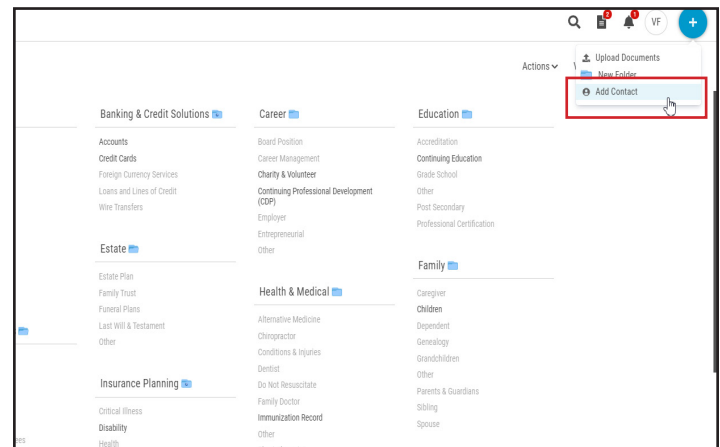 2
1
VF
+
Actions
Upload Documents
New Folder
Add Contact
Banking & Credit Solutions
Accounts
Credit Cards
Foreign Currency Services
Loans and Lines of Credit
Wire Transfers
Estate
Estate Plan
Family Trust
Funeral Plans
Last Will & Testament
Other
Insurance Planning
Critical Illness
Disability
Health
Career
Board Position
Career Management
Charity & Volunteer
Continuing Professional Development
(CDP)
Employer
Entrepreneurial
Other
Health & Medical
Alternative Medicine
Chiropractor
Conditions & Injuries
Dentist
Do Not Resuscitate
Family Doctor
Immunization Record
Other
Education
Accreditation
Continuing Education
Grade School
Other
Post Secondary
Professional Certification
Family
Caregiver
Children
Dependent
Genealogy
Grandchildren
Other
Parents & Guardians
Sibling
Spouse